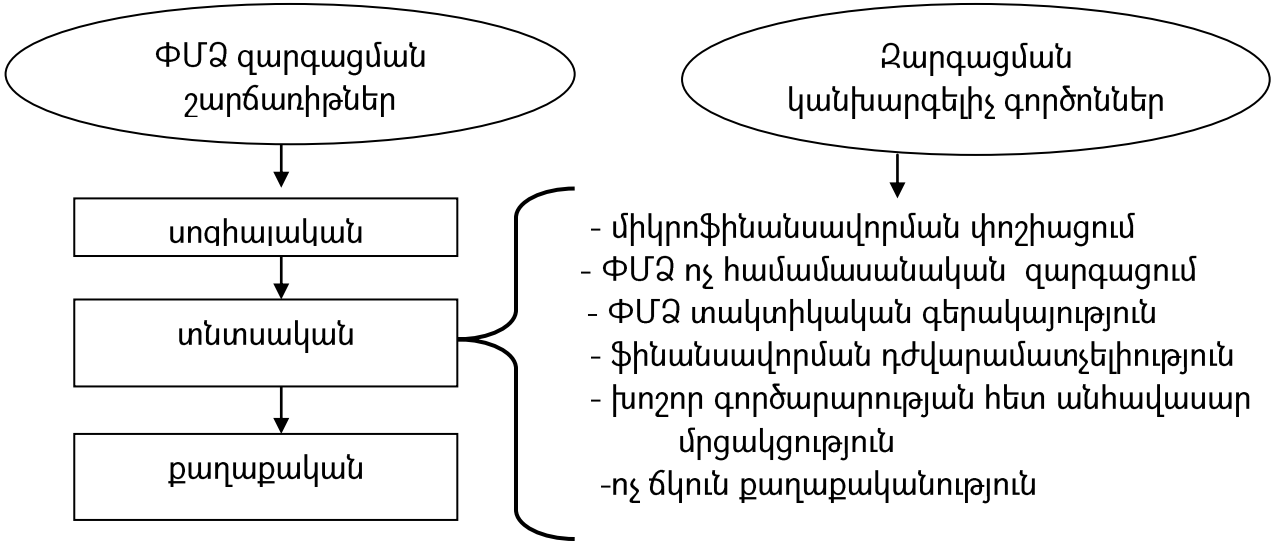 ՓՄՁ զարգացման
շարժառիթներ
սոցիալական
տնտսական
քաղաքական
Զարգացման
կանխարգելիչ գործոններ
- միկրոֆինանսավորման փոշիացում
- ՓՄՁ ոչ համամասանական զարգացում
- ՓՄՁ տակտիկական գերակայություն
- ֆինանսավորման դժվարամատչելիություն
- խոշոր գործարարության հետ անհավասար
մրցակցություն
-ոչ ճկուն քաղաքականություն